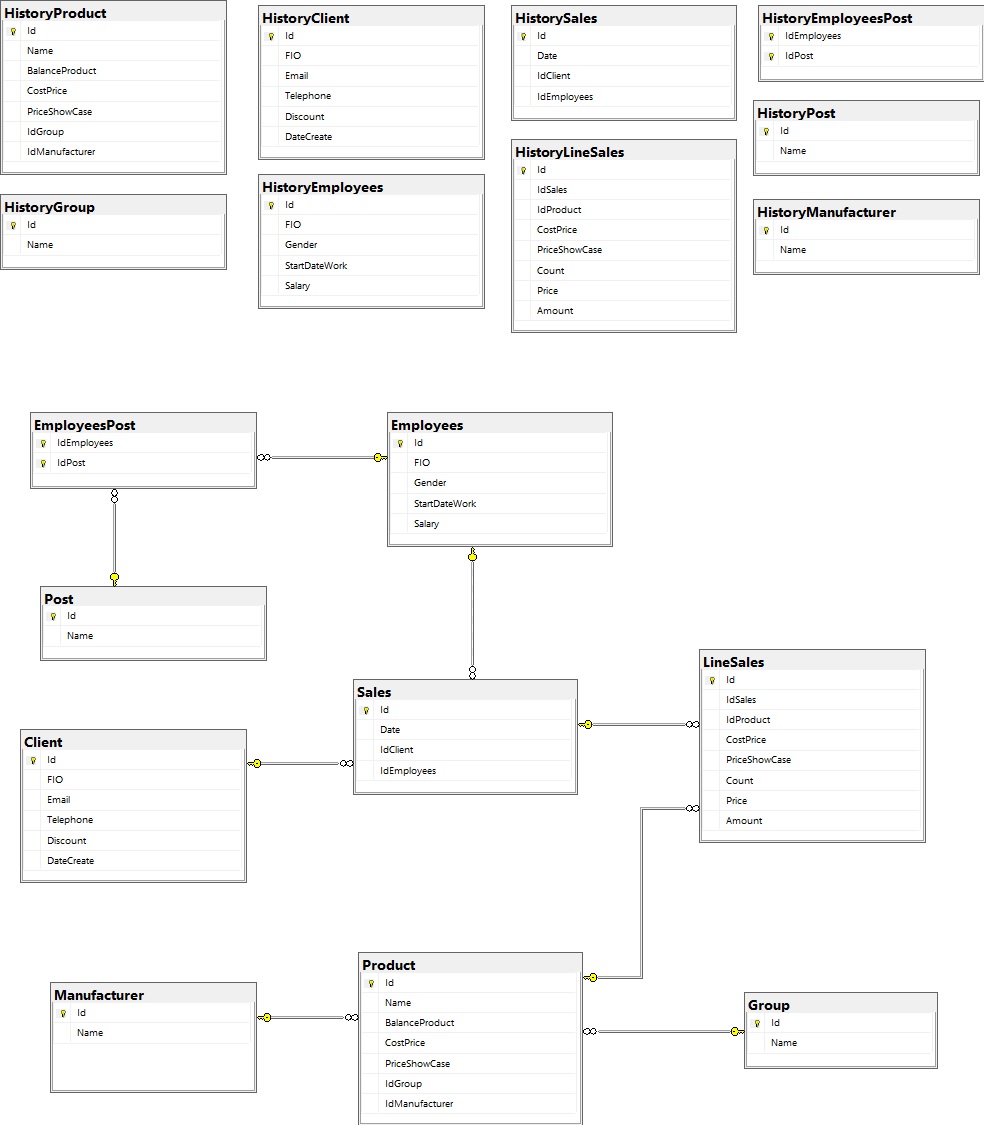 HistoryProduct
Id
Name
BalanceProduct
CostPrice
PriceShowCase
IdGroup
IdManufacturer
HistoryGroup
Id
Name
HistoryClient
Id
FIO
Email
Telephone
Discount
DateCreate
HistoryEmployees
Id
FIO
Gender
StartDateWork
Salary
HistorySales
Id
Date
IdClient
IdEmployees
HistoryLineSales
Id
IdSales
IdProduct
CostPrice
PriceShowCase
Count
Price
Amount
HistoryEmployeesPost
IdEmployees
IdPost
HistoryPost
Id
Name
HistoryManufacturer
Id
Name
EmployeesPost
IdEmployees
IdPost
Employees
Id
FIO
Gender
StartDateWork
Salary
Post
Id
Name
Sales
Id
Date
IdClient
IdEmployees
LineSales
Id
IdSales
IdProduct
CostPrice
PriceShowCase
Count
Price
Amount
Client
Id
FIO
Email
Telephone
Discount
DateCreate
Manufacturer
Id
Name
Product
Id
Name
BalanceProduct
CostPrice
PriceShowCase
IdGroup
IdManufacturer
Group
Id
Name